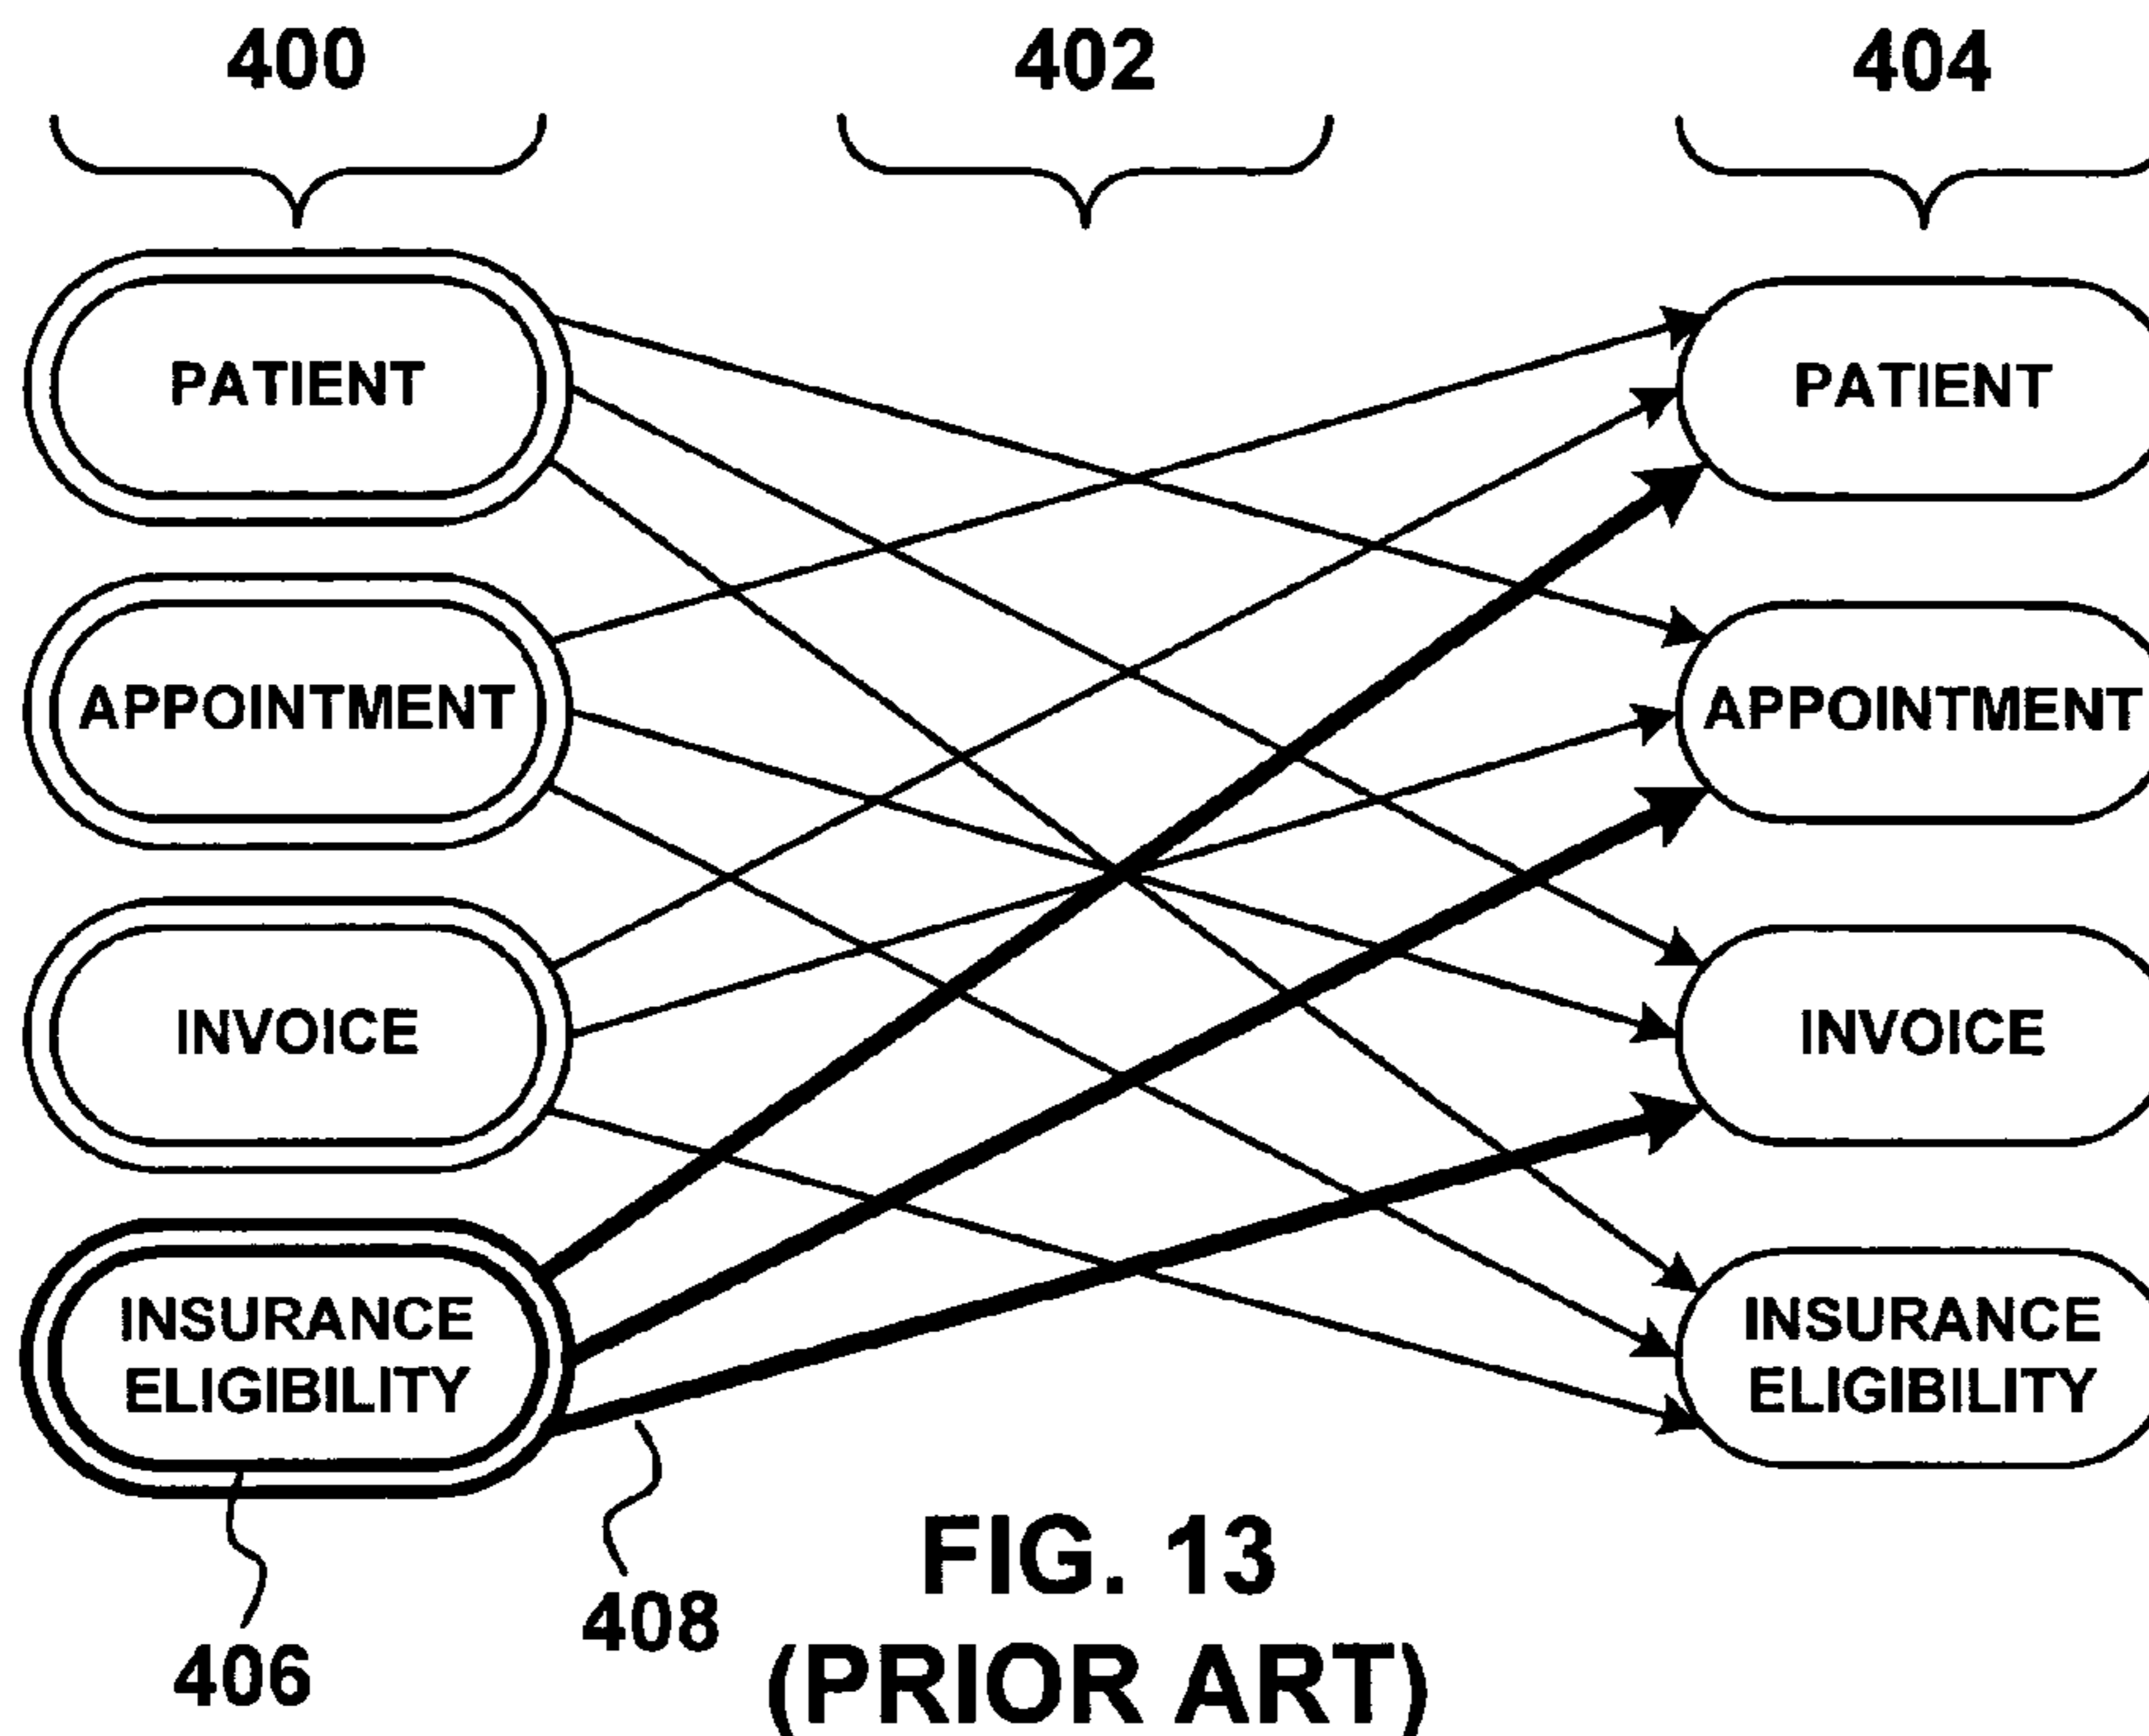 400 402 404
PATIENT PATIENT
APPOINTMENT APPOINTMENT
INVOICE INVOICE
INSURANCE INSURANCE
ELIGIBILITY ELIGIBILITY
406
408
FIG. 13
(PRIOR ART)